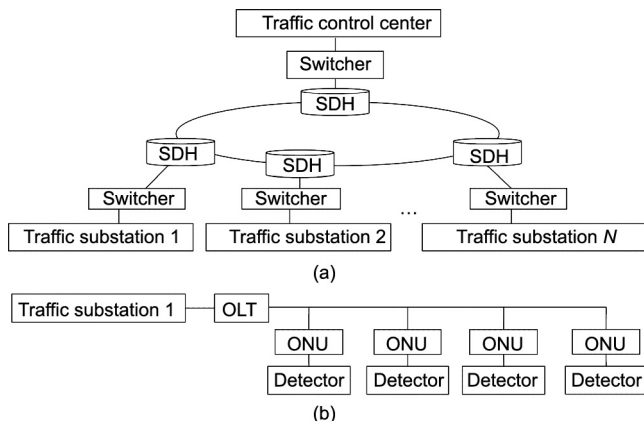 Traffic control center
Switcher
SDH
SDH
SDH
SDH
Switcher
Switcher
Switcher
...
Traffic substation 1
Traffic substation 2
Traffic substation N
(a)
Traffic substation 1
OLT
ONU
ONU
ONU
ONU
Detector
Detector
Detector
Detector
(b)